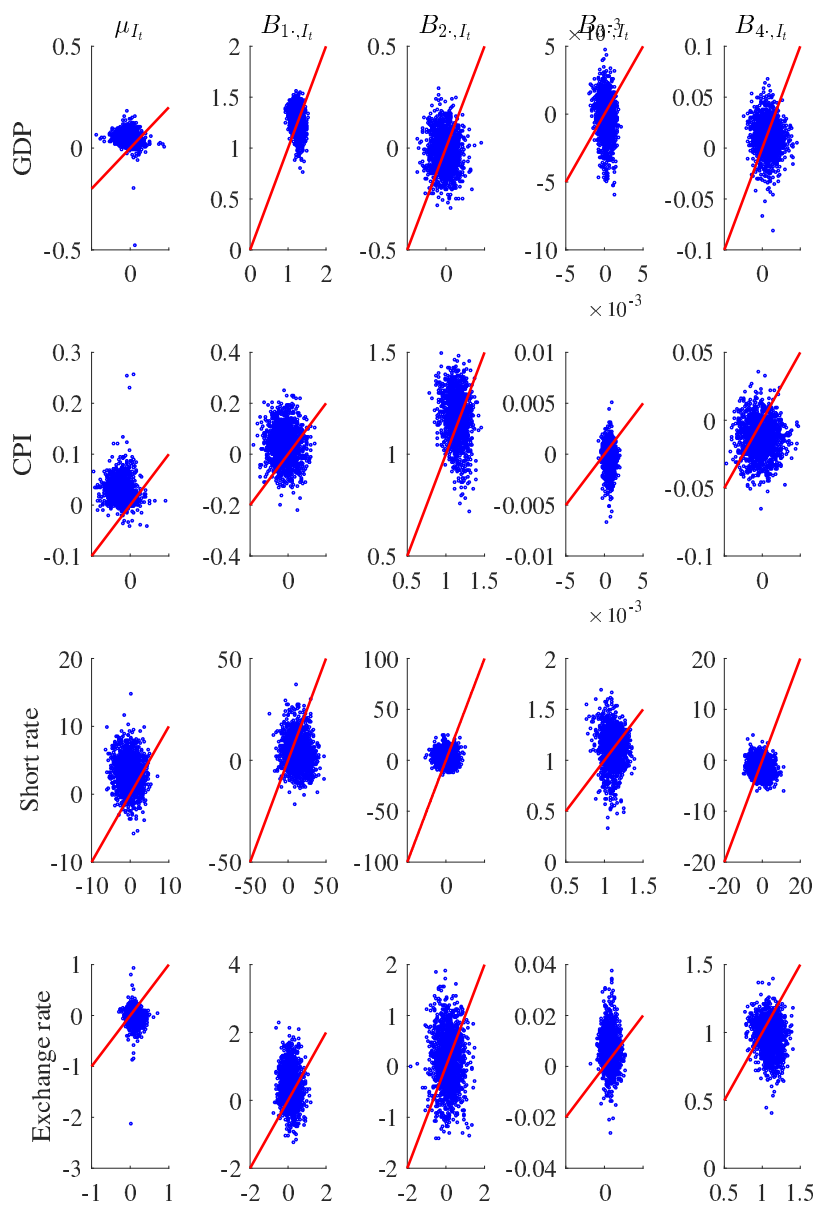 μ_{I_t} B_{1·,I_t} B_{2·,I_t} B_{3·,I_t} B_{4·,I_t}
×10^{-3}
GDP
0.5 2 0.5 5 0.1
1.5
0 1 0 0 0.05
0
0.5 -5 -0.05
-0.5 0 -0.5 -10 -0.1
0 0 1 2 0 -5 0 5 0
×10^{-3}
CPI
0.3 0.4 1.5 0.01 0.05
0.2 0.2 0.005 0
0.1 0 1 0
0 -0.2 -0.005 -0.05
-0.1 -0.4 0.5 -0.01 -0.1
0 0 0.5 1 1.5 -5 0 5 0
×10^{-3}
Short rate
20 50 100 2 20
10 50 1.5 10
0 0 1 0
0 -50 0.5 -10
-10 -50 -100 0 -20
-10 0 10 -50 0 50 0 0.5 1 1.5 -20 0 20
Exchange rate
1 4 2 0.04 1.5
0 2 1 0.02 1
-1 0 0
-2 0 -1 -0.02 0.5
-3 -2 -2 -0.04 0
-1 0 1 -2 0 2 -2 0 2 0 0.5 1 1.5